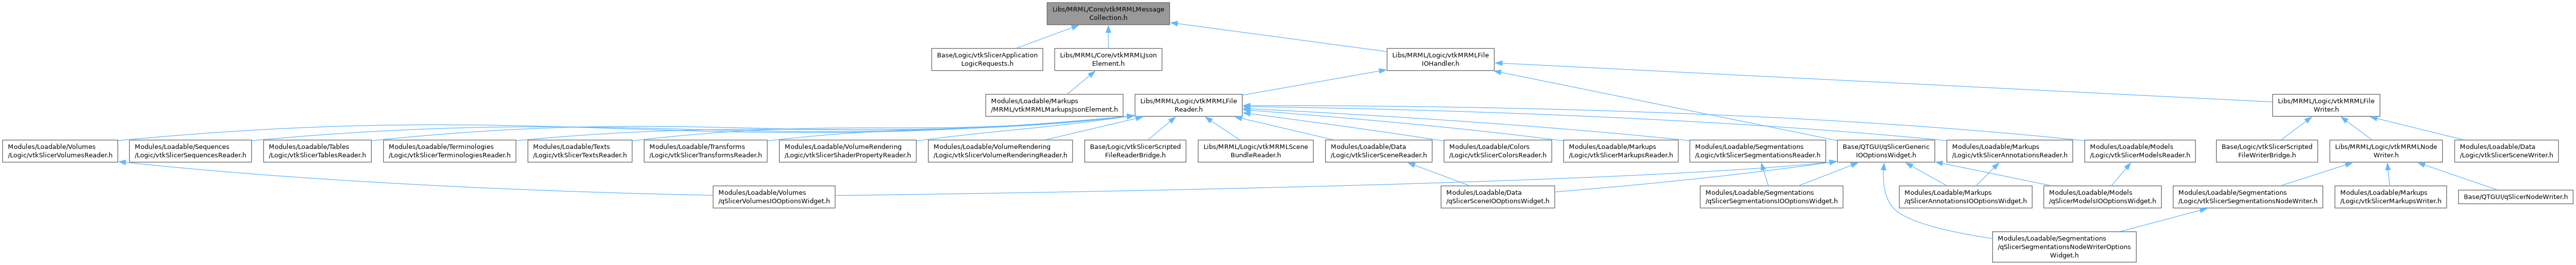 Libs/MRML/Core/vtkMRMLMessage
Collection.h
Base/Logic/vtkSlicerApplication
LogicRequests.h
Libs/MRML/Core/vtkMRMLJson
Element.h
Libs/MRML/Logic/vtkMRMLFile
IOHandler.h
Modules/Loadable/Markups
/MRML/vtkMRMLMarkupsJsonElement.h
Libs/MRML/Logic/vtkMRMLFile
Reader.h
Libs/MRML/Logic/vtkMRMLFile
Writer.h
Modules/Loadable/Volumes
/Logic/vtkSlicerVolumesReader.h
Modules/Loadable/Sequences
/Logic/vtkSlicerSequencesReader.h
Modules/Loadable/Tables
/Logic/vtkSlicerTablesReader.h
Modules/Loadable/Terminologies
/Logic/vtkSlicerTerminologiesReader.h
Modules/Loadable/Texts
/Logic/vtkSlicerTextsReader.h
Modules/Loadable/Transforms
/Logic/vtkSlicerTransformsReader.h
Modules/Loadable/VolumeRendering
/Logic/vtkSlicerShaderPropertyReader.h
Modules/Loadable/VolumeRendering
/Logic/vtkSlicerVolumeRenderingReader.h
Base/Logic/vtkSlicerScripted
FileReaderBridge.h
Libs/MRML/Logic/vtkMRMLScene
BundleReader.h
Modules/Loadable/Data
/Logic/vtkSlicerSceneReader.h
Modules/Loadable/Colors
/Logic/vtkSlicerColorsReader.h
Modules/Loadable/Markups
/Logic/vtkSlicerMarkupsReader.h
Modules/Loadable/Segmentations
/Logic/vtkSlicerSegmentationsReader.h
Base/QTGUI/qSlicerGeneric
IOOptionsWidget.h
Modules/Loadable/Markups
/Logic/vtkSlicerAnnotationsReader.h
Modules/Loadable/Models
/Logic/vtkSlicerModelsReader.h
Base/Logic/vtkSlicerScripted
FileWriterBridge.h
Libs/MRML/Logic/vtkMRMLNode
Writer.h
Modules/Loadable/Data
/Logic/vtkSlicerSceneWriter.h
Modules/Loadable/Volumes
/qSlicerVolumesIOOptionsWidget.h
Modules/Loadable/Data
/qSlicerSceneIOOptionsWidget.h
Modules/Loadable/Segmentations
/qSlicerSegmentationsIOOptionsWidget.h
Modules/Loadable/Markups
/qSlicerAnnotationsIOOptionsWidget.h
Modules/Loadable/Models
/qSlicerModelsIOOptionsWidget.h
Modules/Loadable/Segmentations
/Logic/vtkSlicerSegmentationsNodeWriter.h
Modules/Loadable/Markups
/Logic/vtkSlicerMarkupsWriter.h
Base/QTGUI/qSlicerNodeWriter.h
Modules/Loadable/Segmentations
/qSlicerSegmentationsNodeWriterOptions
Widget.h